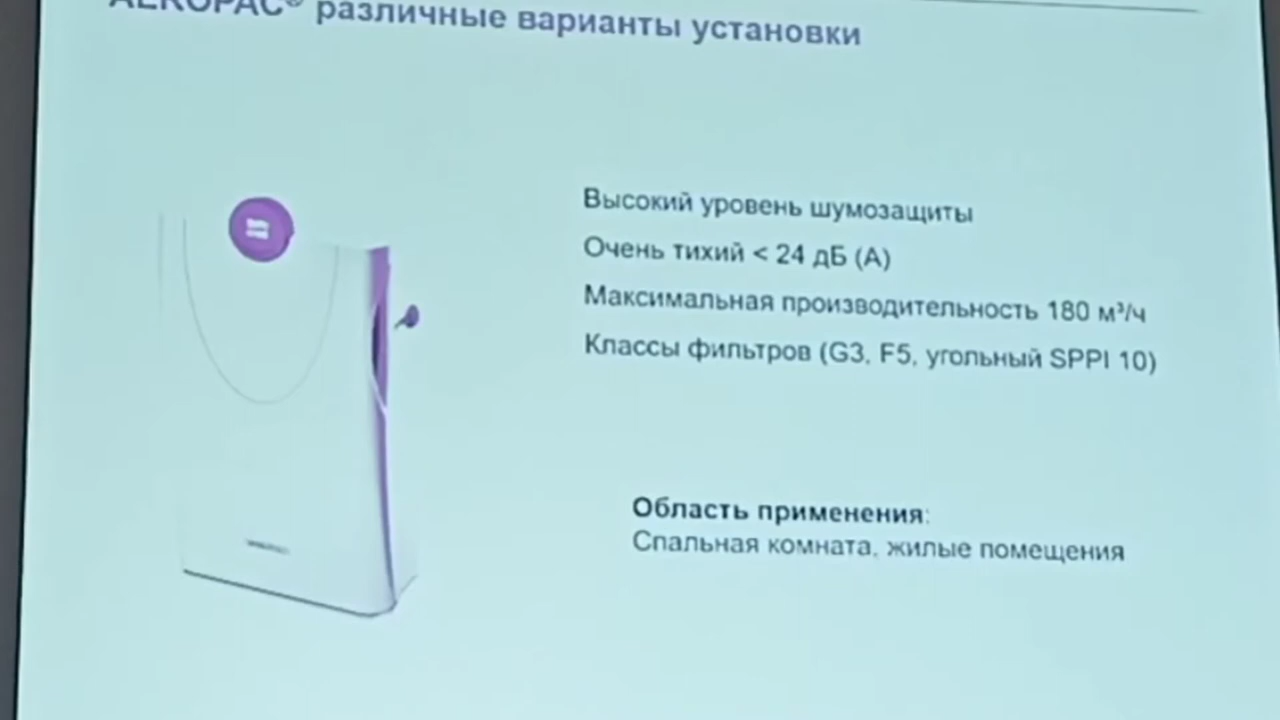 AEROPAC® различные варианты установки
Высокий уровень шумозащиты
Очень тихий < 24 дБ (А)
Максимальная производительность 180 м³/ч
Классы фильтров (G3, F5, угольный SPPI 10)
Область применения:
Спальная комната, жилые помещения